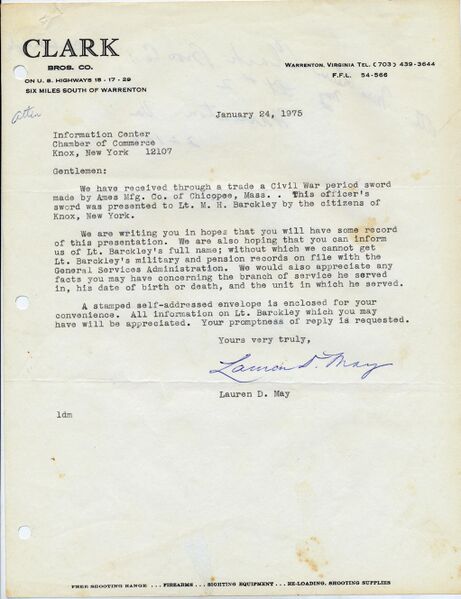 CLARK
BROS. CO.
ON U. S. HIGHWAYS 15 - 17 - 29
SIX MILES SOUTH OF WARRENTON
WARRENTON, VIRGINIA TEL. (703) 439-3644
F.F.L. 54-566
Atten
January 24, 1975
Information Center
Chamber of Commerce
Knox, New York 12107
Gentlemen:
We have received through a trade a Civil War period sword
made by Ames Mfg. Co. of Chicopee, Mass. . This officer's
sword was presented to Lt. M. H. Barckley by the citizens of
Knox, New York.
We are writing you in hopes that you will have some record
of this presentation. We are also hoping that you can inform
us of Lt. Barckley's full name; without which we cannot get
Lt. Barckley's military and pension records on file with the
General Services Administration. We would also appreciate any
facts you may have concerning the branch of service he served
in, his date of birth or death, and the unit in which he served.
A stamped self-addressed envelope is enclosed for your
convenience. All information on Lt. Barckley which you may
have will be appreciated. Your promptness of reply is requested.
Yours very truly,
Lauren D. May
Lauren D. May
ldm
FREE SHOOTING RANGE . . . FIREARMS . . . SIGHTING EQUIPMENT . . . RE-LOADING, SHOOTING SUPPLIES